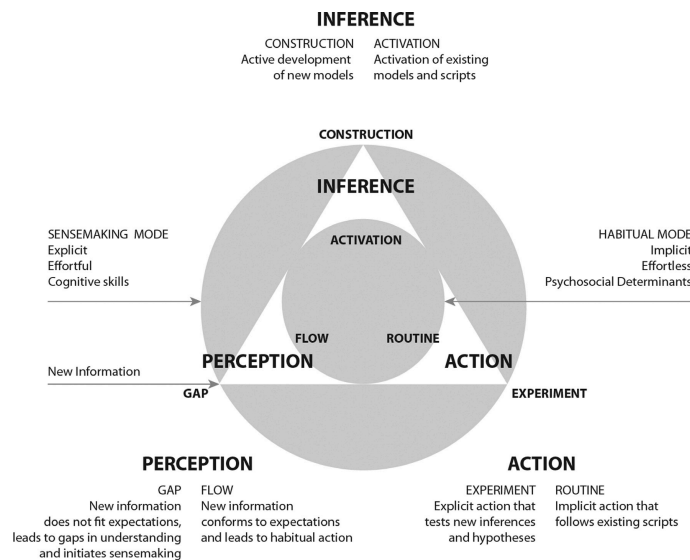 INFERENCE
CONSTRUCTION
Active development
of new models
ACTIVATION
Activation of existing
models and scripts
CONSTRUCTION
INFERENCE
ACTIVATION
SENSEMAKING MODE
Explicit
Effortful
Cognitive skills
HABITUAL MODE
Implicit
Effortless
Psychosocial Determinants
FLOW
ROUTINE
PERCEPTION
ACTION
New Information
GAP
EXPERIMENT
PERCEPTION
GAP
New information
does not fit expectations,
leads to gaps in understanding
and initiates sensemaking
FLOW
New information
conforms to expectations
and leads to habitual action
ACTION
EXPERIMENT
Explicit action that
tests new inferences
and hypotheses
ROUTINE
Implicit action that
follows existing scripts